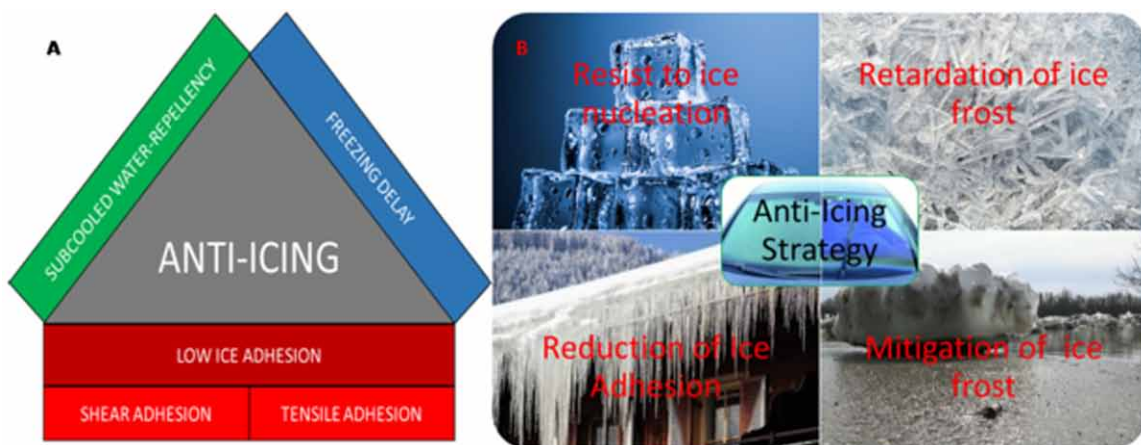 A
SUBCOOLED WATER-REPELLENCY
FREEZING DELAY
ANTI-ICING
LOW ICE ADHESION
SHEAR ADHESION
TENSILE ADHESION
B
Resist to ice
nucleation
Retardation of ice
frost
Anti-Icing
Strategy
Reduction of Ice
Adhesion
Mitigation of ice
frost